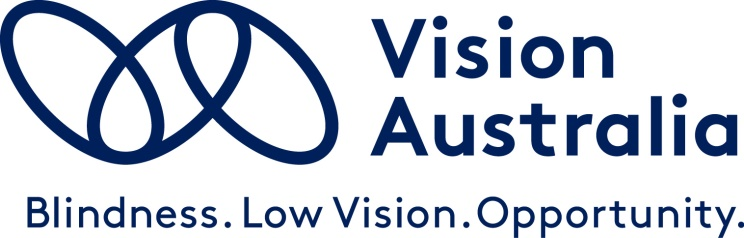 Vision
Australia
Blindness. Low Vision. Opportunity.